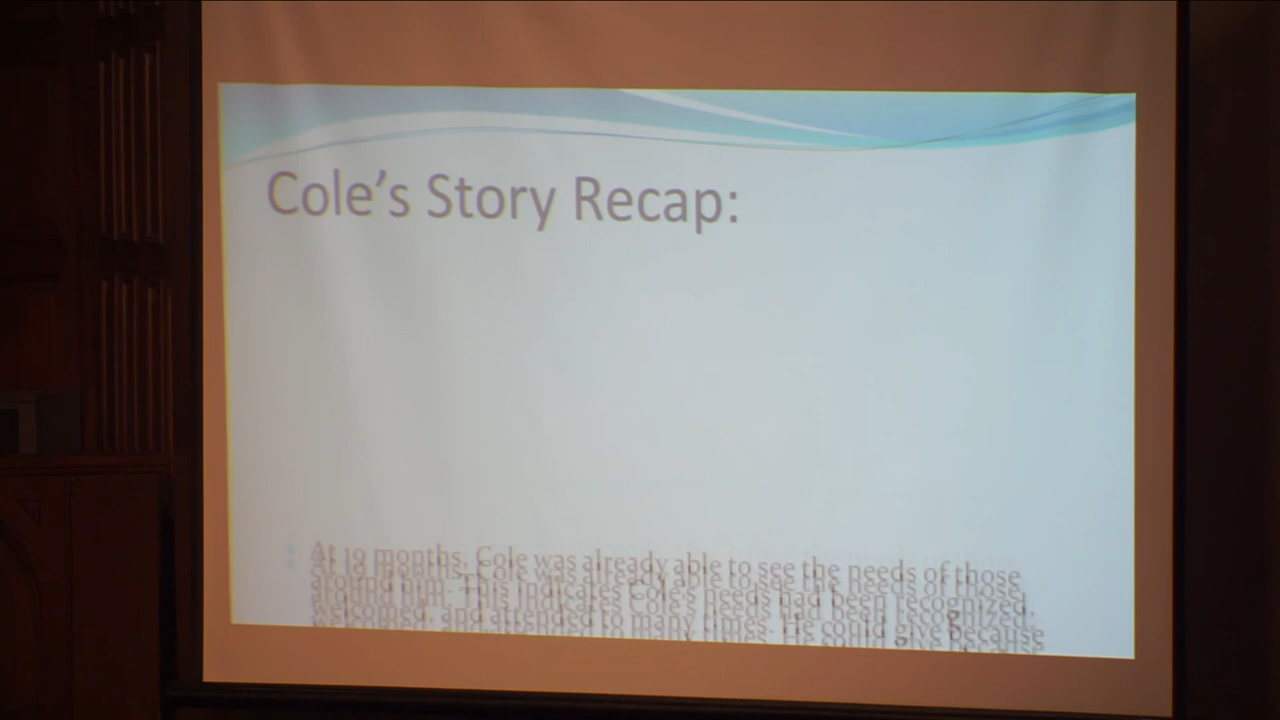 Cole's Story Recap:
At 19 months, Cole was already able to see the needs of those
around him. This indicates Cole's needs had been recognized,
welcomed, and attended to many times. He could give because